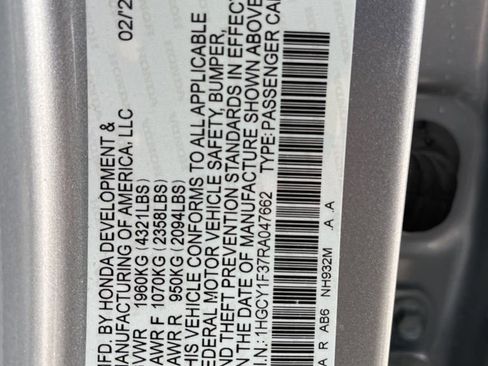 MFD. BY HONDA DEVELOPMENT & 02/2
MANUFACTURING OF AMERICA, LLC
GVWR 1960KG (4321LBS)
GAWR F 1070KG (2358LBS)
GAWR R 950KG (2094LBS)
THIS VEHICLE CONFORMS TO ALL APPLICABLE
FEDERAL MOTOR VEHICLE SAFETY, BUMPER,
AND THEFT PREVENTION STANDARDS IN EFFECT
ON THE DATE OF MANUFACTURE SHOWN ABOVE
V.I.N.: 1HGCY1F37RA047662 TYPE:PASSENGER CAR
A R AB6 NH932M A A